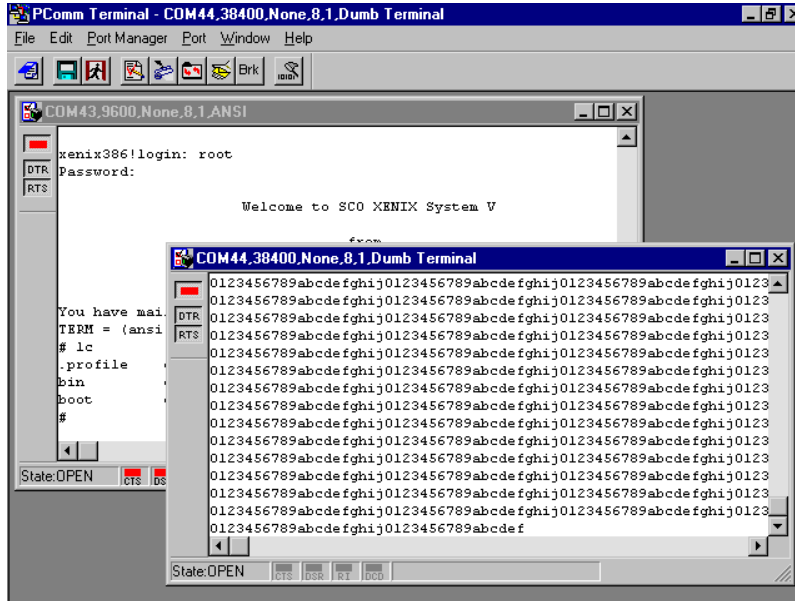 PComm Terminal - COM44,38400,None,8,1,Dumb Terminal
File Edit Port Manager Port Window Help
Brk
COM43,9600,None,8,1,ANSI
DTR
RTS
xenix386!login: root
Password:
Welcome to SCO XENIX System V
from
You have mai
TERM = (ansi
# lc
.profile
bin
boot
#
State:OPEN CTS DS
COM44,38400,None,8,1,Dumb Terminal
DTR
RTS
0123456789abcdefghij0123456789abcdefghij0123456789abcdefghij0123
0123456789abcdefghij0123456789abcdefghij0123456789abcdefghij0123
0123456789abcdefghij0123456789abcdefghij0123456789abcdefghij0123
0123456789abcdefghij0123456789abcdefghij0123456789abcdefghij0123
0123456789abcdefghij0123456789abcdefghij0123456789abcdefghij0123
0123456789abcdefghij0123456789abcdefghij0123456789abcdefghij0123
0123456789abcdefghij0123456789abcdefghij0123456789abcdefghij0123
0123456789abcdefghij0123456789abcdefghij0123456789abcdefghij0123
0123456789abcdefghij0123456789abcdefghij0123456789abcdefghij0123
0123456789abcdefghij0123456789abcdefghij0123456789abcdefghij0123
0123456789abcdefghij0123456789abcdefghij0123456789abcdefghij0123
0123456789abcdefghij0123456789abcdefghij0123456789abcdefghij0123
0123456789abcdefghij0123456789abcdefghij0123456789abcdefghij0123
0123456789abcdefghij0123456789abcdefghij0123456789abcdefghij0123
0123456789abcdefghij0123456789abcdef
State:OPEN CTS DSR RI DCD